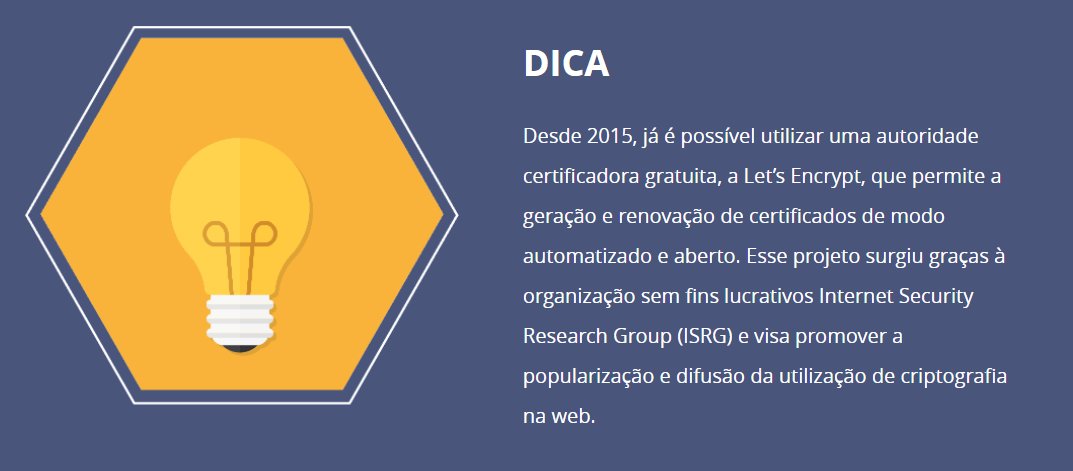 DICA
Desde 2015, já é possível utilizar uma autoridade
certificadora gratuita, a Let’s Encrypt, que permite a
geração e renovação de certificados de modo
automatizado e aberto. Esse projeto surgiu graças à
organização sem fins lucrativos Internet Security
Research Group (ISRG) e visa promover a
popularização e difusão da utilização de criptografia
na web.